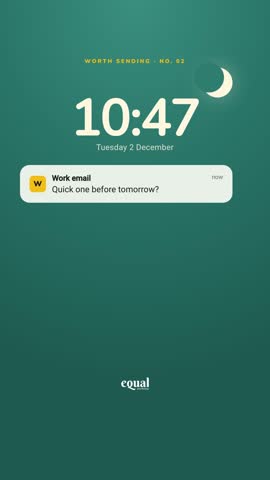 WORTH SENDING · NO. 02
10:47
Tuesday 2 December
W
Work email
now
Quick one before tomorrow?
equal